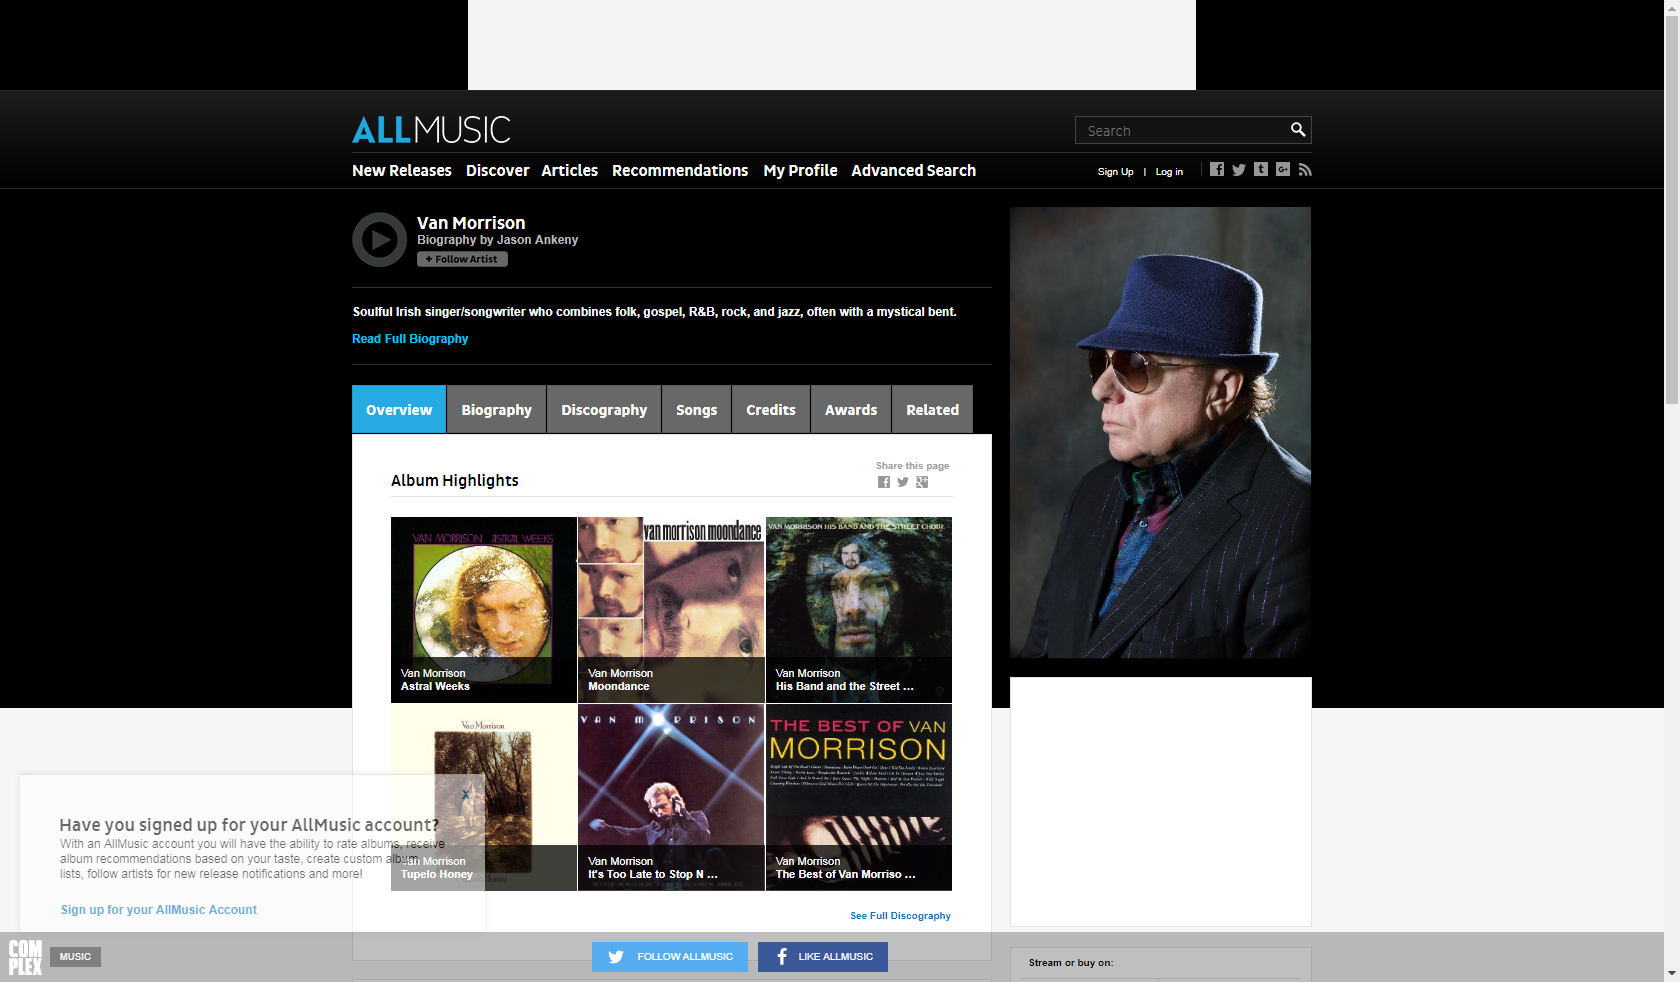 ALLMUSIC
Search
New Releases Discover Articles Recommendations My Profile Advanced Search
Sign Up | Log in
Van Morrison
Biography by Jason Ankeny
+ Follow Artist
Soulful Irish singer/songwriter who combines folk, gospel, R&B, rock, and jazz, often with a mystical bent.
Read Full Biography
Overview Biography Discography Songs Credits Awards Related
Share this page
Album Highlights
VAN MORRISON ASTRAL WEEKS
van morrison moondance
VAN MORRISON HIS BAND AND THE STREET CHOIR
Van Morrison
Astral Weeks
Van Morrison
Moondance
Van Morrison
His Band and the Street ...
Van Morrison
VAN MORRISON
THE BEST OF VAN
MORRISON
Van Morrison
Tupelo Honey
Van Morrison
It's Too Late to Stop N ...
Van Morrison
The Best of Van Morriso ...
See Full Discography
x
Have you signed up for your AllMusic account?
With an AllMusic account you will have the ability to rate albums, receive
album recommendations based on your taste, create custom album
lists, follow artists for new release notifications and more!
Sign up for your AllMusic Account
COM
PLEX
MUSIC
FOLLOW ALLMUSIC
LIKE ALLMUSIC
Stream or buy on: